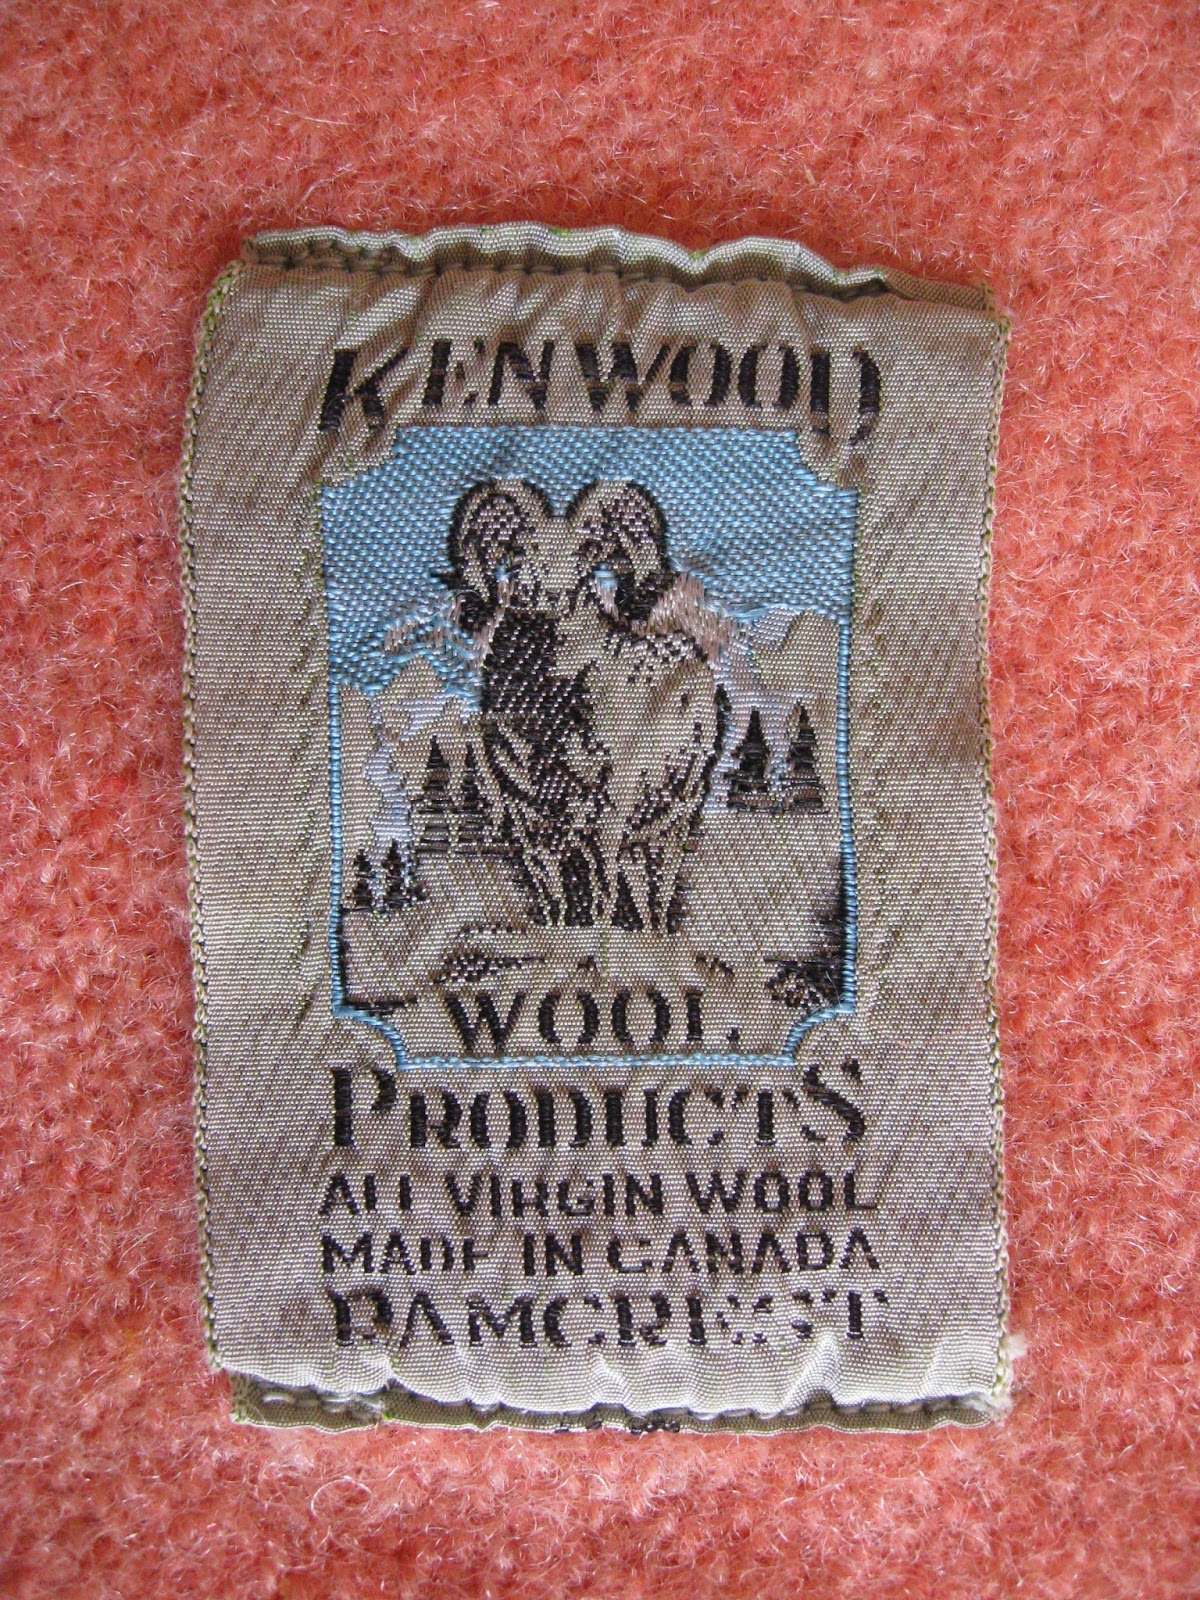 KENWOOD
WOOL
PRODUCTS
ALL VIRGIN WOOL
MADE IN CANADA
RAMCREST